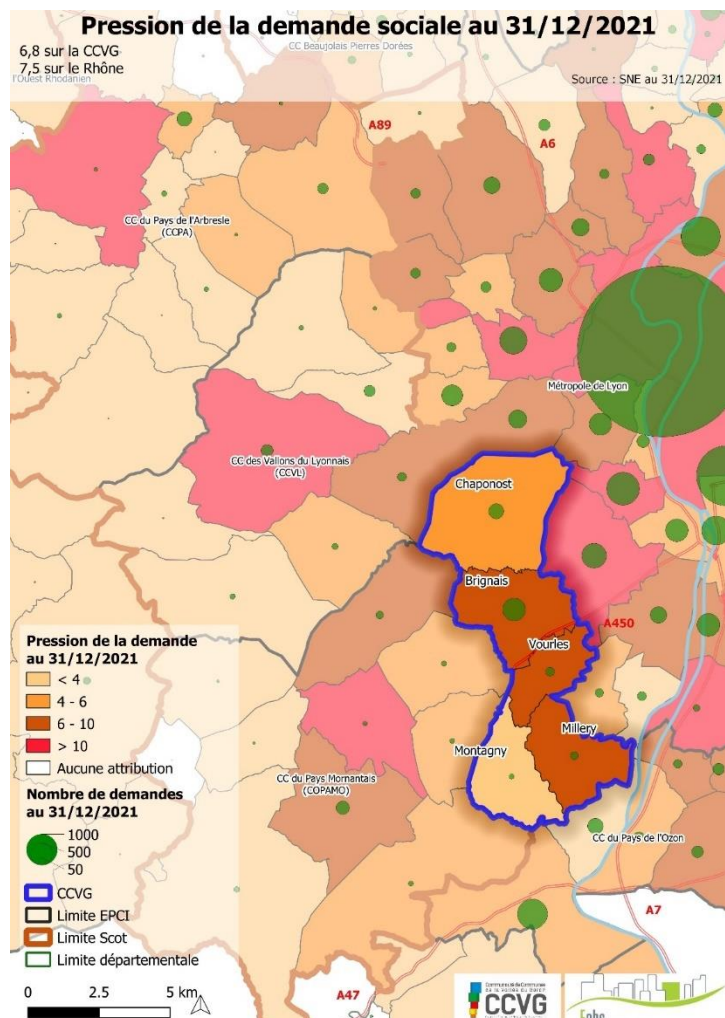 Pression de la demande sociale au 31/12/2021
6,8 sur la CCVG
7,5 sur le Rhône
CC Beaujolais Pierres Dorées
l'Ouest Rhodanien
Source : SNE au 31/12/2021
A89
A6
CC du Pays de l'Arbresle
(CCPA)
Métropole de Lyon
CC des Vallons du Lyonnais
(CCVL)
Chaponost
Brignais
A450
Vourles
Millery
Montagny
CC du Pays Mornantais
(COPAMO)
CC du Pays de l'Ozon
A7
A47
Pression de la demande
au 31/12/2021
< 4
4 - 6
6 - 10
> 10
Aucune attribution
Nombre de demandes
au 31/12/2021
1000
500
50
CCVG
Limite EPCI
Limite Scot
Limite départementale
0 2.5 5 km
CCVG